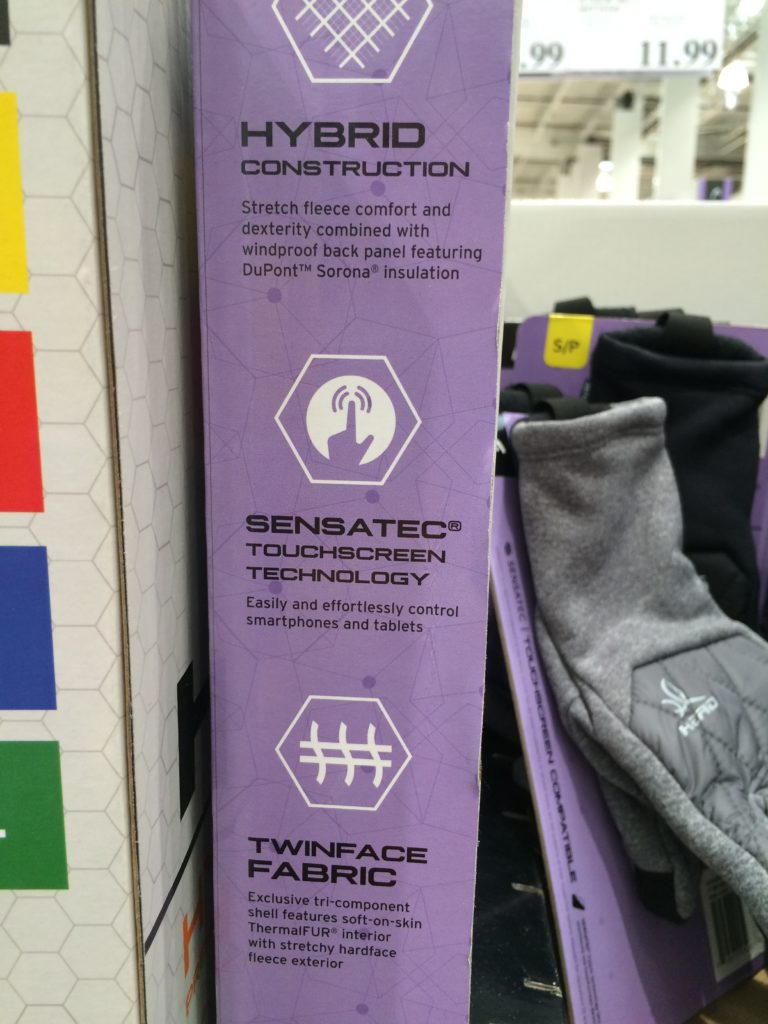 .99
11.99
HYBRID
CONSTRUCTION
Stretch fleece comfort and
dexterity combined with
windproof back panel featuring
DuPont™ Sorona® insulation
SENSATEC®
TOUCHSCREEN
TECHNOLOGY
Easily and effortlessly control
smartphones and tablets
TWINFACE
FABRIC
Exclusive tri-component
shell features soft-on-skin
ThermalFUR® interior
with stretchy hardface
fleece exterior
S/P
SENSATEC | TOUCHSCREEN COMPATIBLE
HEAD